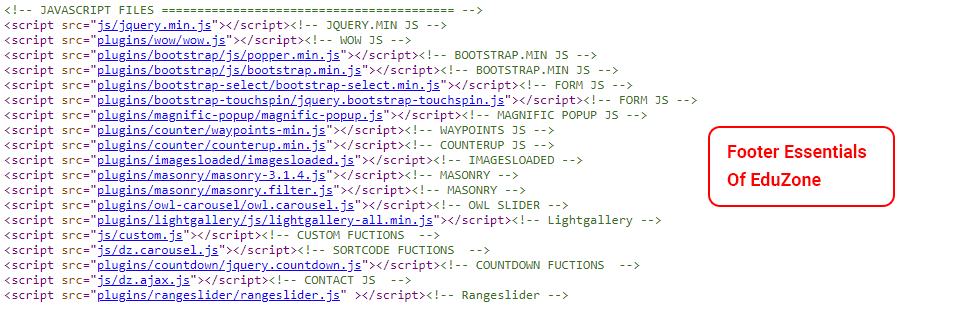 <!-- JAVASCRIPT FILES ========================================= -->
<script src="js/jquery.min.js"></script><!-- JQUERY.MIN JS -->
<script src="plugins/wow/wow.js"></script><!-- WOW JS -->
<script src="plugins/bootstrap/js/popper.min.js"></script><!-- BOOTSTRAP.MIN JS -->
<script src="plugins/bootstrap/js/bootstrap.min.js"></script><!-- BOOTSTRAP.MIN JS -->
<script src="plugins/bootstrap-select/bootstrap-select.min.js"></script><!-- FORM JS -->
<script src="plugins/bootstrap-touchspin/jquery.bootstrap-touchspin.js"></script><!-- FORM JS -->
<script src="plugins/magnific-popup/magnific-popup.js"></script><!-- MAGNIFIC POPUP JS -->
<script src="plugins/counter/waypoints-min.js"></script><!-- WAYPOINTS JS -->
<script src="plugins/counter/counterup.min.js"></script><!-- COUNTERUP JS -->
<script src="plugins/imagesloaded/imagesloaded.js"></script><!-- IMAGESLOADED -->
<script src="plugins/masonry/masonry-3.1.4.js"></script><!-- MASONRY -->
<script src="plugins/masonry/masonry.filter.js"></script><!-- MASONRY -->
<script src="plugins/owl-carousel/owl.carousel.js"></script><!-- OWL SLIDER -->
<script src="plugins/lightgallery/js/lightgallery-all.min.js"></script><!-- Lightgallery -->
<script src="js/custom.js"></script><!-- CUSTOM FUCTIONS  -->
<script src="js/dz.carousel.js"></script><!-- SORTCODE FUCTIONS  -->
<script src="plugins/countdown/jquery.countdown.js"></script><!-- COUNTDOWN FUCTIONS  -->
<script src="js/dz.ajax.js"></script><!-- CONTACT JS  -->
<script src="plugins/rangeslider/rangeslider.js" ></script><!-- Rangeslider -->
Footer Essentials
Of EduZone